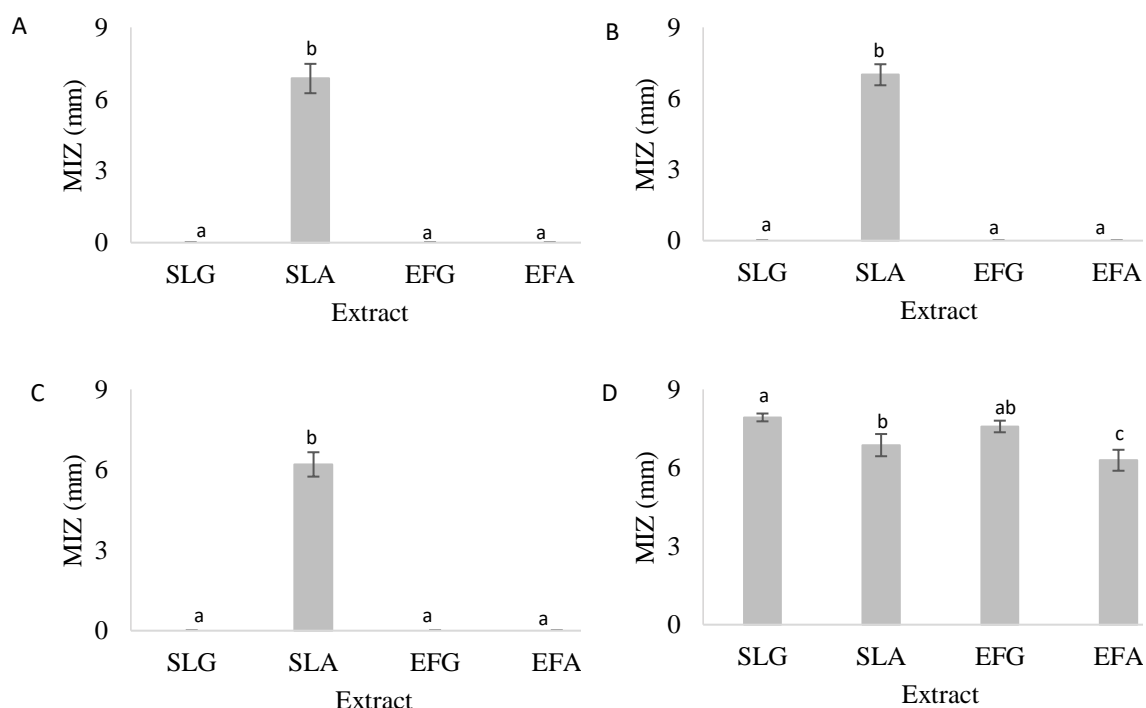 A
MIZ (mm)
9
6
3
0
b
a
a
a
SLG SLA EFG EFA
Extract
B
MIZ (mm)
9
6
3
0
b
a
a
a
SLG SLA EFG EFA
Extract
C
MIZ (mm)
9
6
3
0
b
a
a
a
SLG SLA EFG EFA
Extract
D
MIZ (mm)
9
6
3
0
a
b
ab
c
SLG SLA EFG EFA
Extract